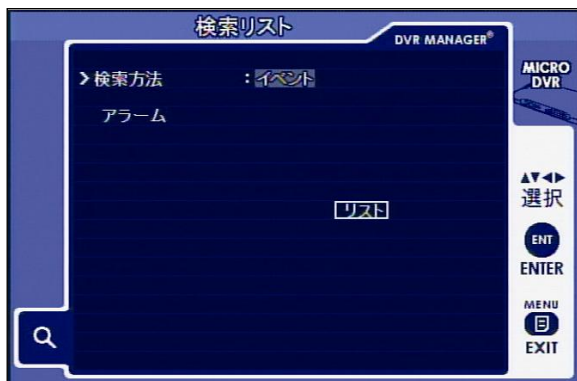 検索リスト
DVR MANAGER®
MICRO
DVR
›検索方法 :イベント
アラーム
リスト
▲▼◀▶
選択
ENT
ENTER
MENU
EXIT